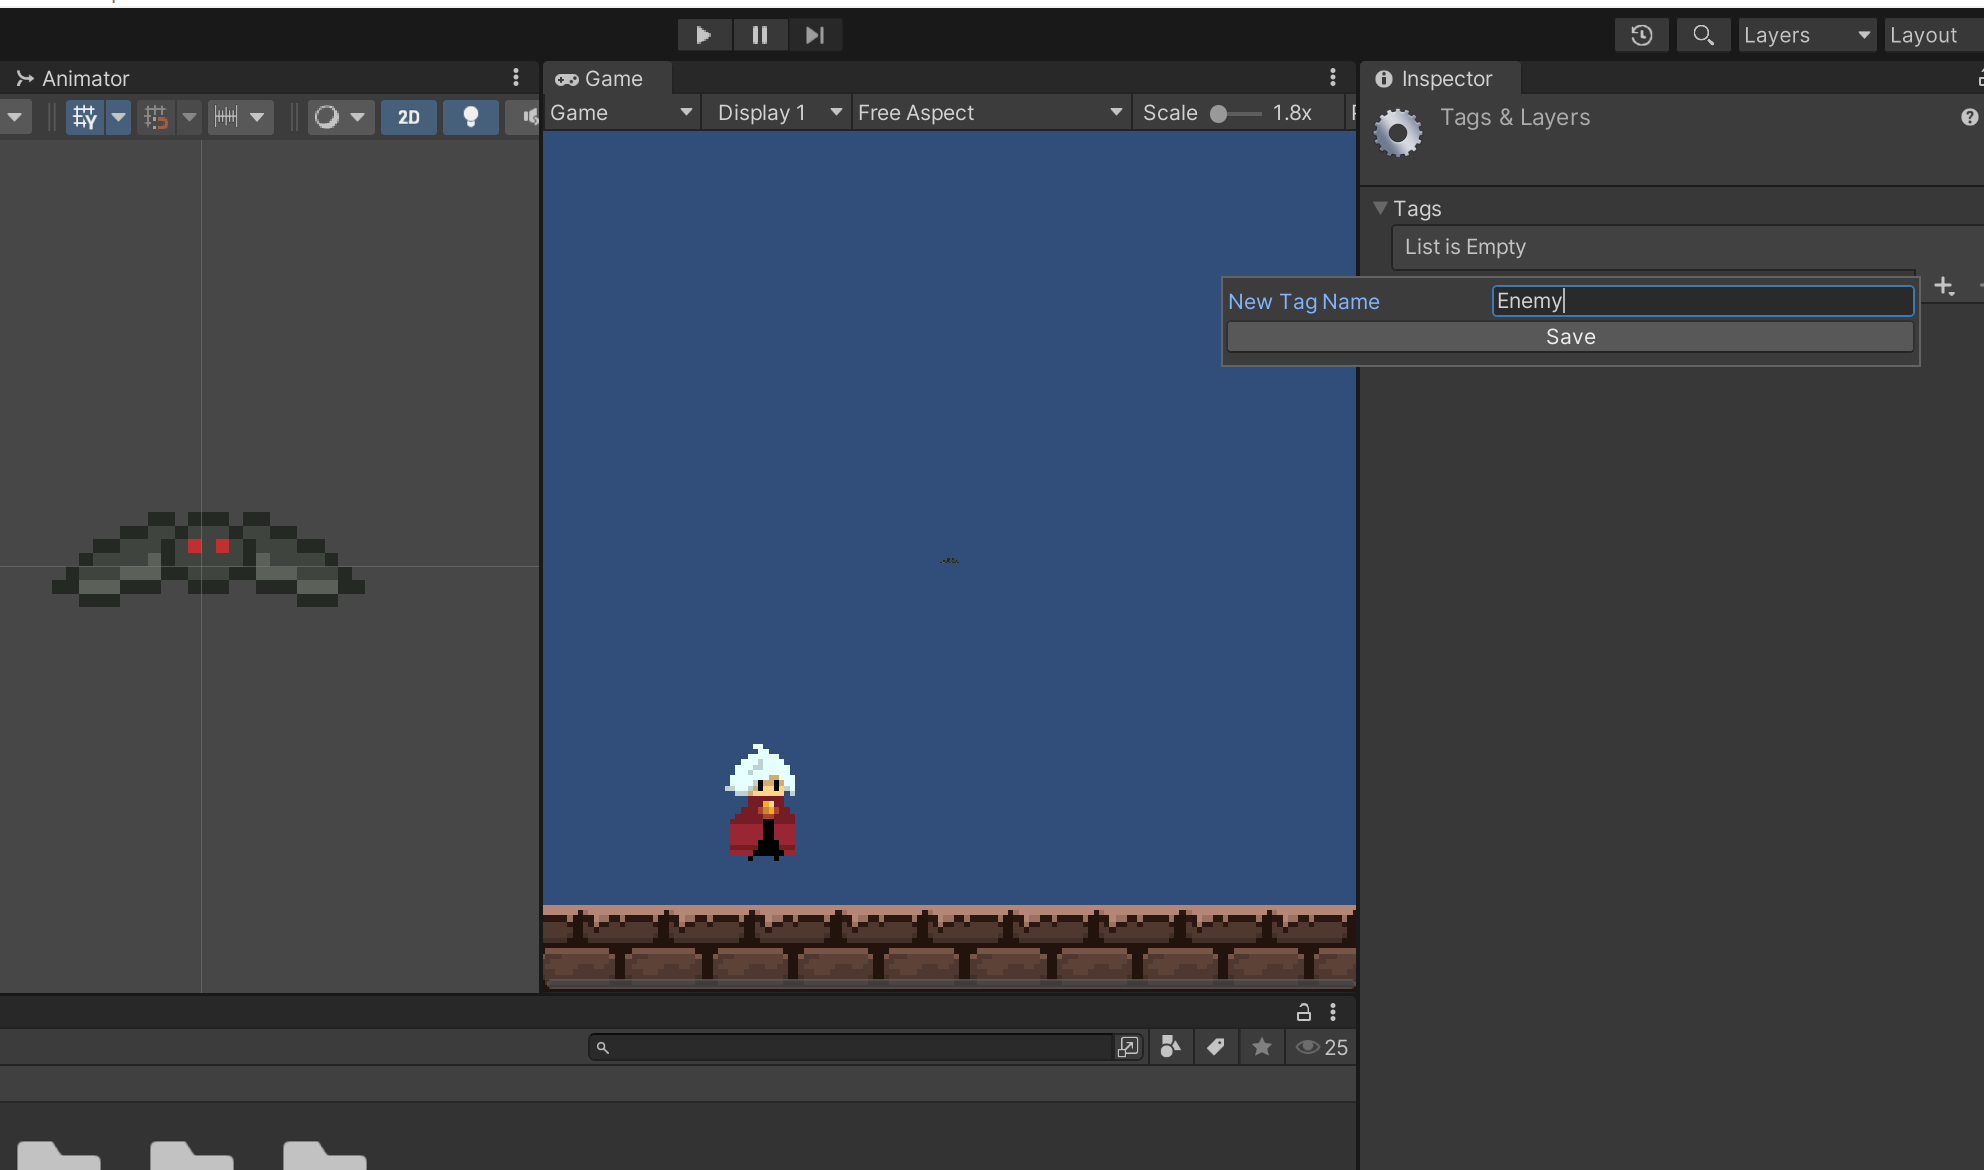 Layers
Layout
Animator
Game
Inspector
2D
Game
Display 1
Free Aspect
Scale
1.8x
Tags & Layers
Tags
List is Empty
New Tag Name
Enemy
Save
25